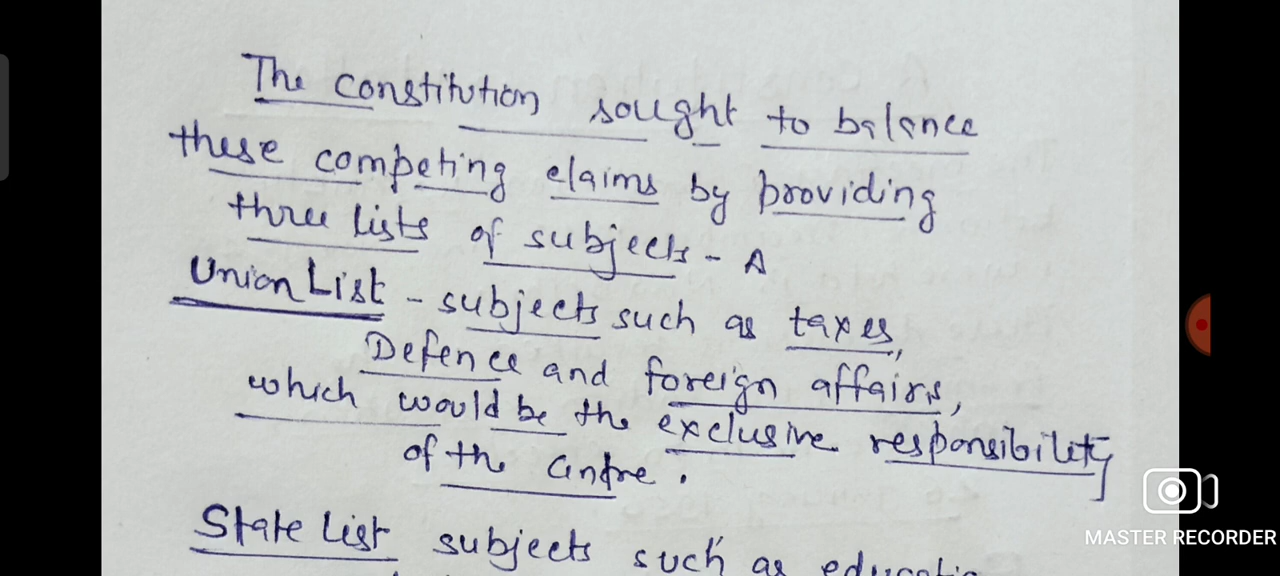 The constitution sought to balance
these competing claims by providing
three lists of subjects - A
Union List - subjects such as taxes,
Defence and foreign affairs,
which would be the exclusive responsibility
of the centre.
State List subjects such as educatio
MASTER RECORDER